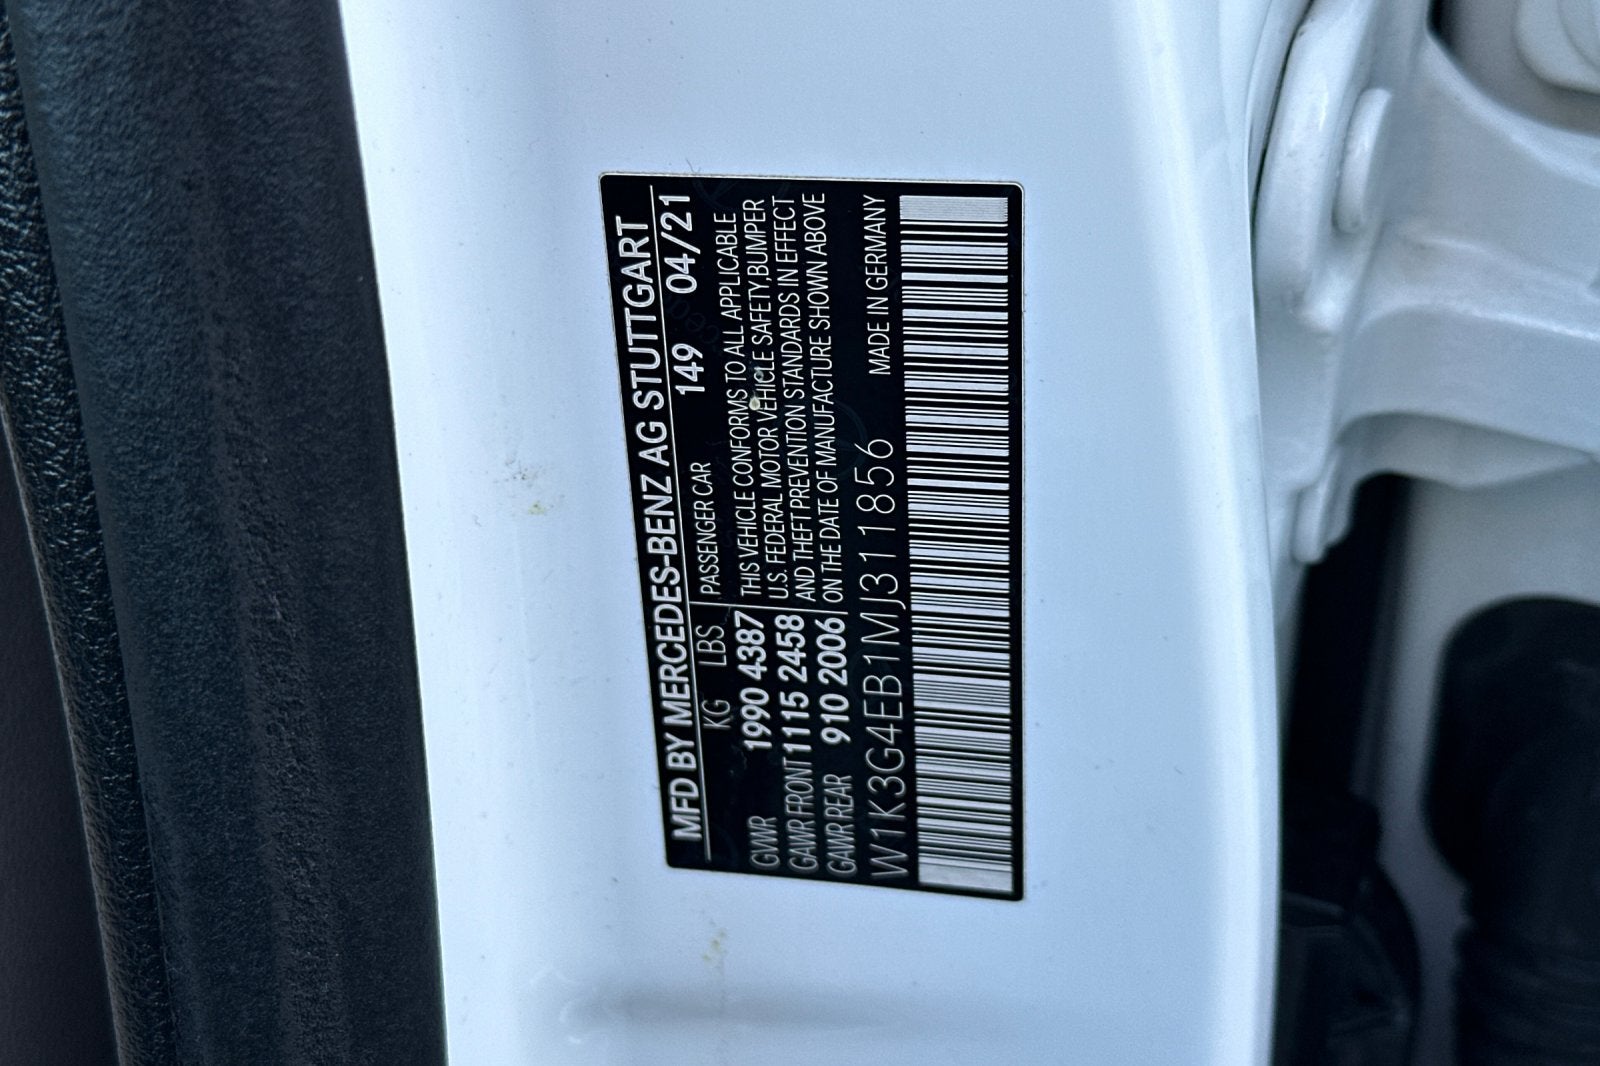 MFD BY MERCEDES-BENZ AG STUTTGART
KG LBS PASSENGER CAR 149 04/21
GVWR 1990 4387 THIS VEHICLE CONFORMS TO ALL APPLICABLE
GAWR FRONT 1115 2458 U.S. FEDERAL MOTOR VEHICLE SAFETY, BUMPER
GAWR REAR 910 2006 AND THEFT PREVENTION STANDARDS IN EFFECT
ON THE DATE OF MANUFACTURE SHOWN ABOVE
W1K3G4EB1MJ311856 MADE IN GERMANY